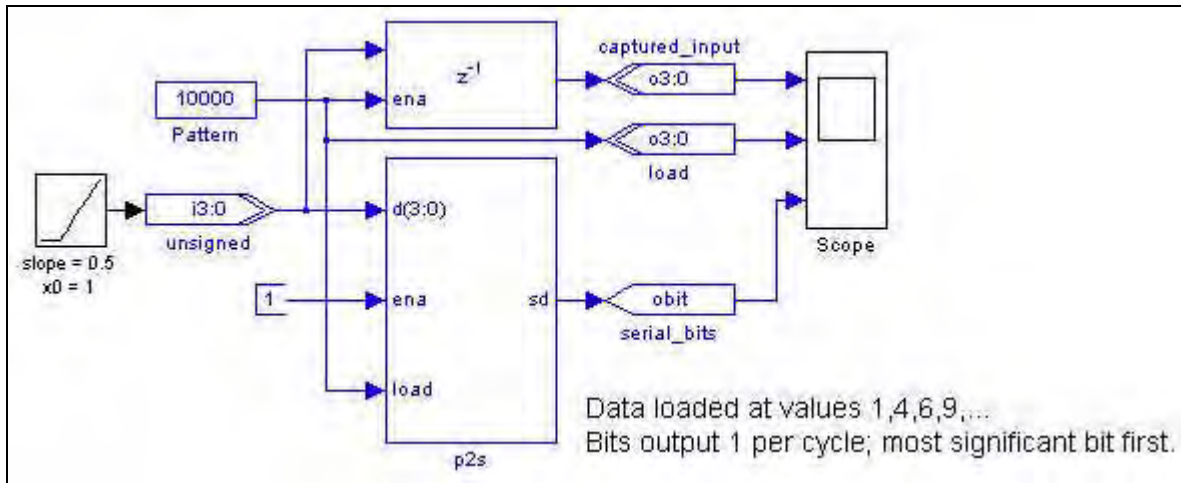 captured_input
z-1
o3:0
10000
ena
Pattern
o3:0
load
i3:0
d(3:0)
unsigned
Scope
slope = 0.5
x0 = 1
1
ena
sd
obit
serial_bits
load
Data loaded at values 1,4,6,9,...
Bits output 1 per cycle; most significant bit first.
p2s